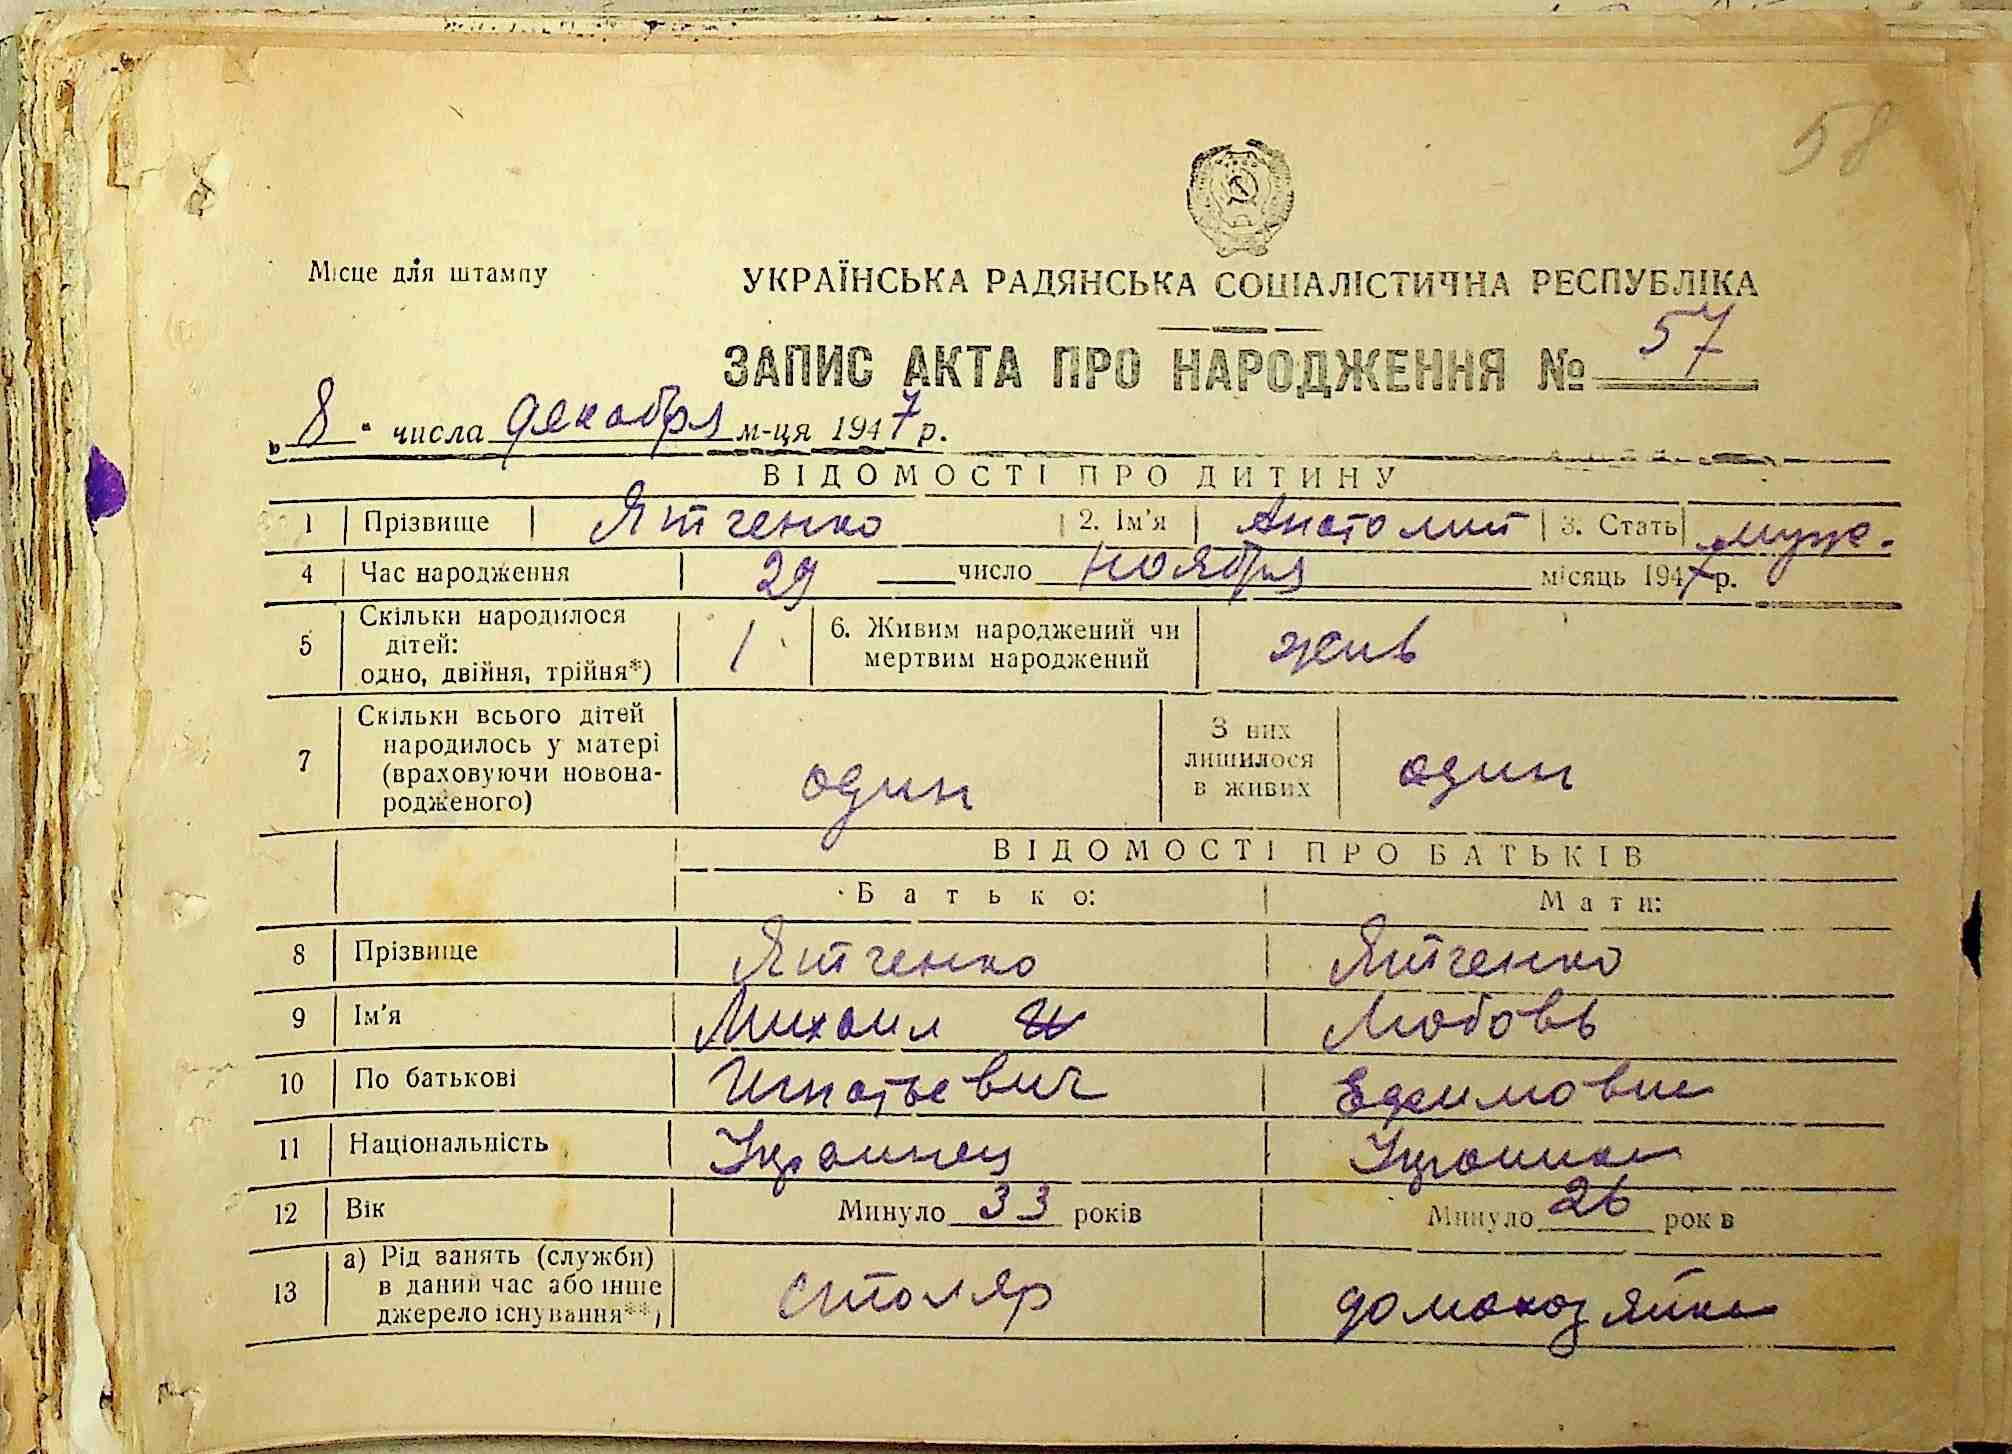 58
Місце для штампу
УКРАЇНСЬКА РАДЯНСЬКА СОЦІАЛІСТИЧНА РЕСПУБЛІКА
ЗАПИС АКТА ПРО НАРОДЖЕННЯ № 57
„ 8 “ числа декабря м-ця 1947 р.
ВІДОМОСТІ ПРО ДИТИНУ
1 Прізвище Ятченко 2. Ім'я Анатолий 3. Стать муж.
4 Час народження 29 число ноября місяць 1947 р.
5 Скільки народилося дітей: одно, двійня, трійня*) 1 6. Живим народжений чи мертвим народжений жив
7 Скільки всього дітей народилось у матері (враховуючи новонародженого) один З них лишилося в живих один
ВІДОМОСТІ ПРО БАТЬКІВ
Батько: Мати:
8 Прізвище Ятченко Ятченко
9 Ім'я Михаил Любовь
10 По батькові Игнатьевич Ефимовна
11 Національність Украинец Украинка
12 Вік Минуло 33 років Минуло 26 років
13 а) Рід занять (служби) в даний час або інше джерело існування**) столяр домохозяйка